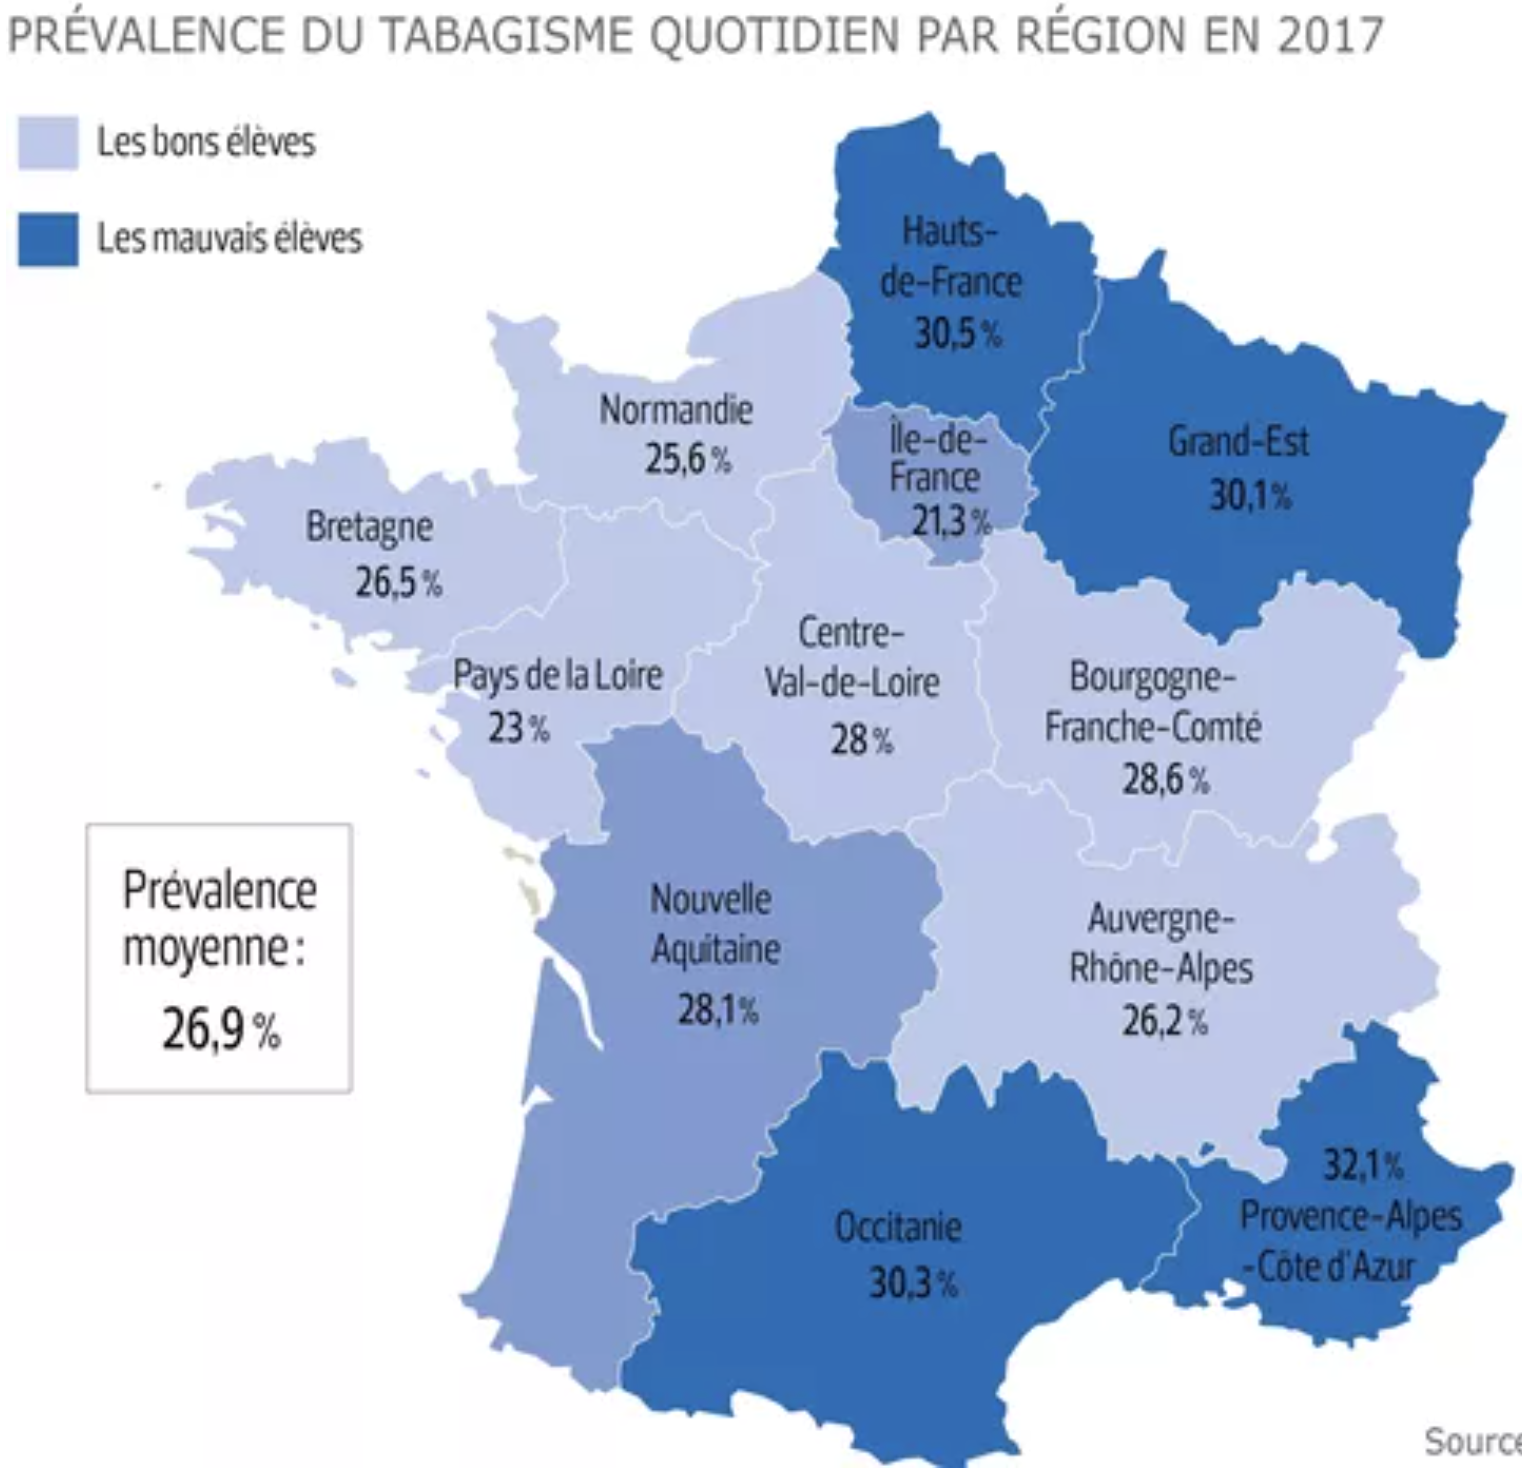 PRÉVALENCE DU TABAGISME QUOTIDIEN PAR RÉGION EN 2017
Les bons élèves
Les mauvais élèves
Hauts-
de-France
30,5 %
Normandie
25,6 %
Île-de-
France
21,3 %
Grand-Est
30,1%
Bretagne
26,5 %
Pays de la Loire
23 %
Centre-
Val-de-Loire
28 %
Bourgogne-
Franche-Comté
28,6 %
Prévalence
moyenne :
26,9 %
Nouvelle
Aquitaine
28,1%
Auvergne-
Rhône-Alpes
26,2 %
Occitanie
30,3 %
32,1%
Provence-Alpes
-Côte d'Azur
Source